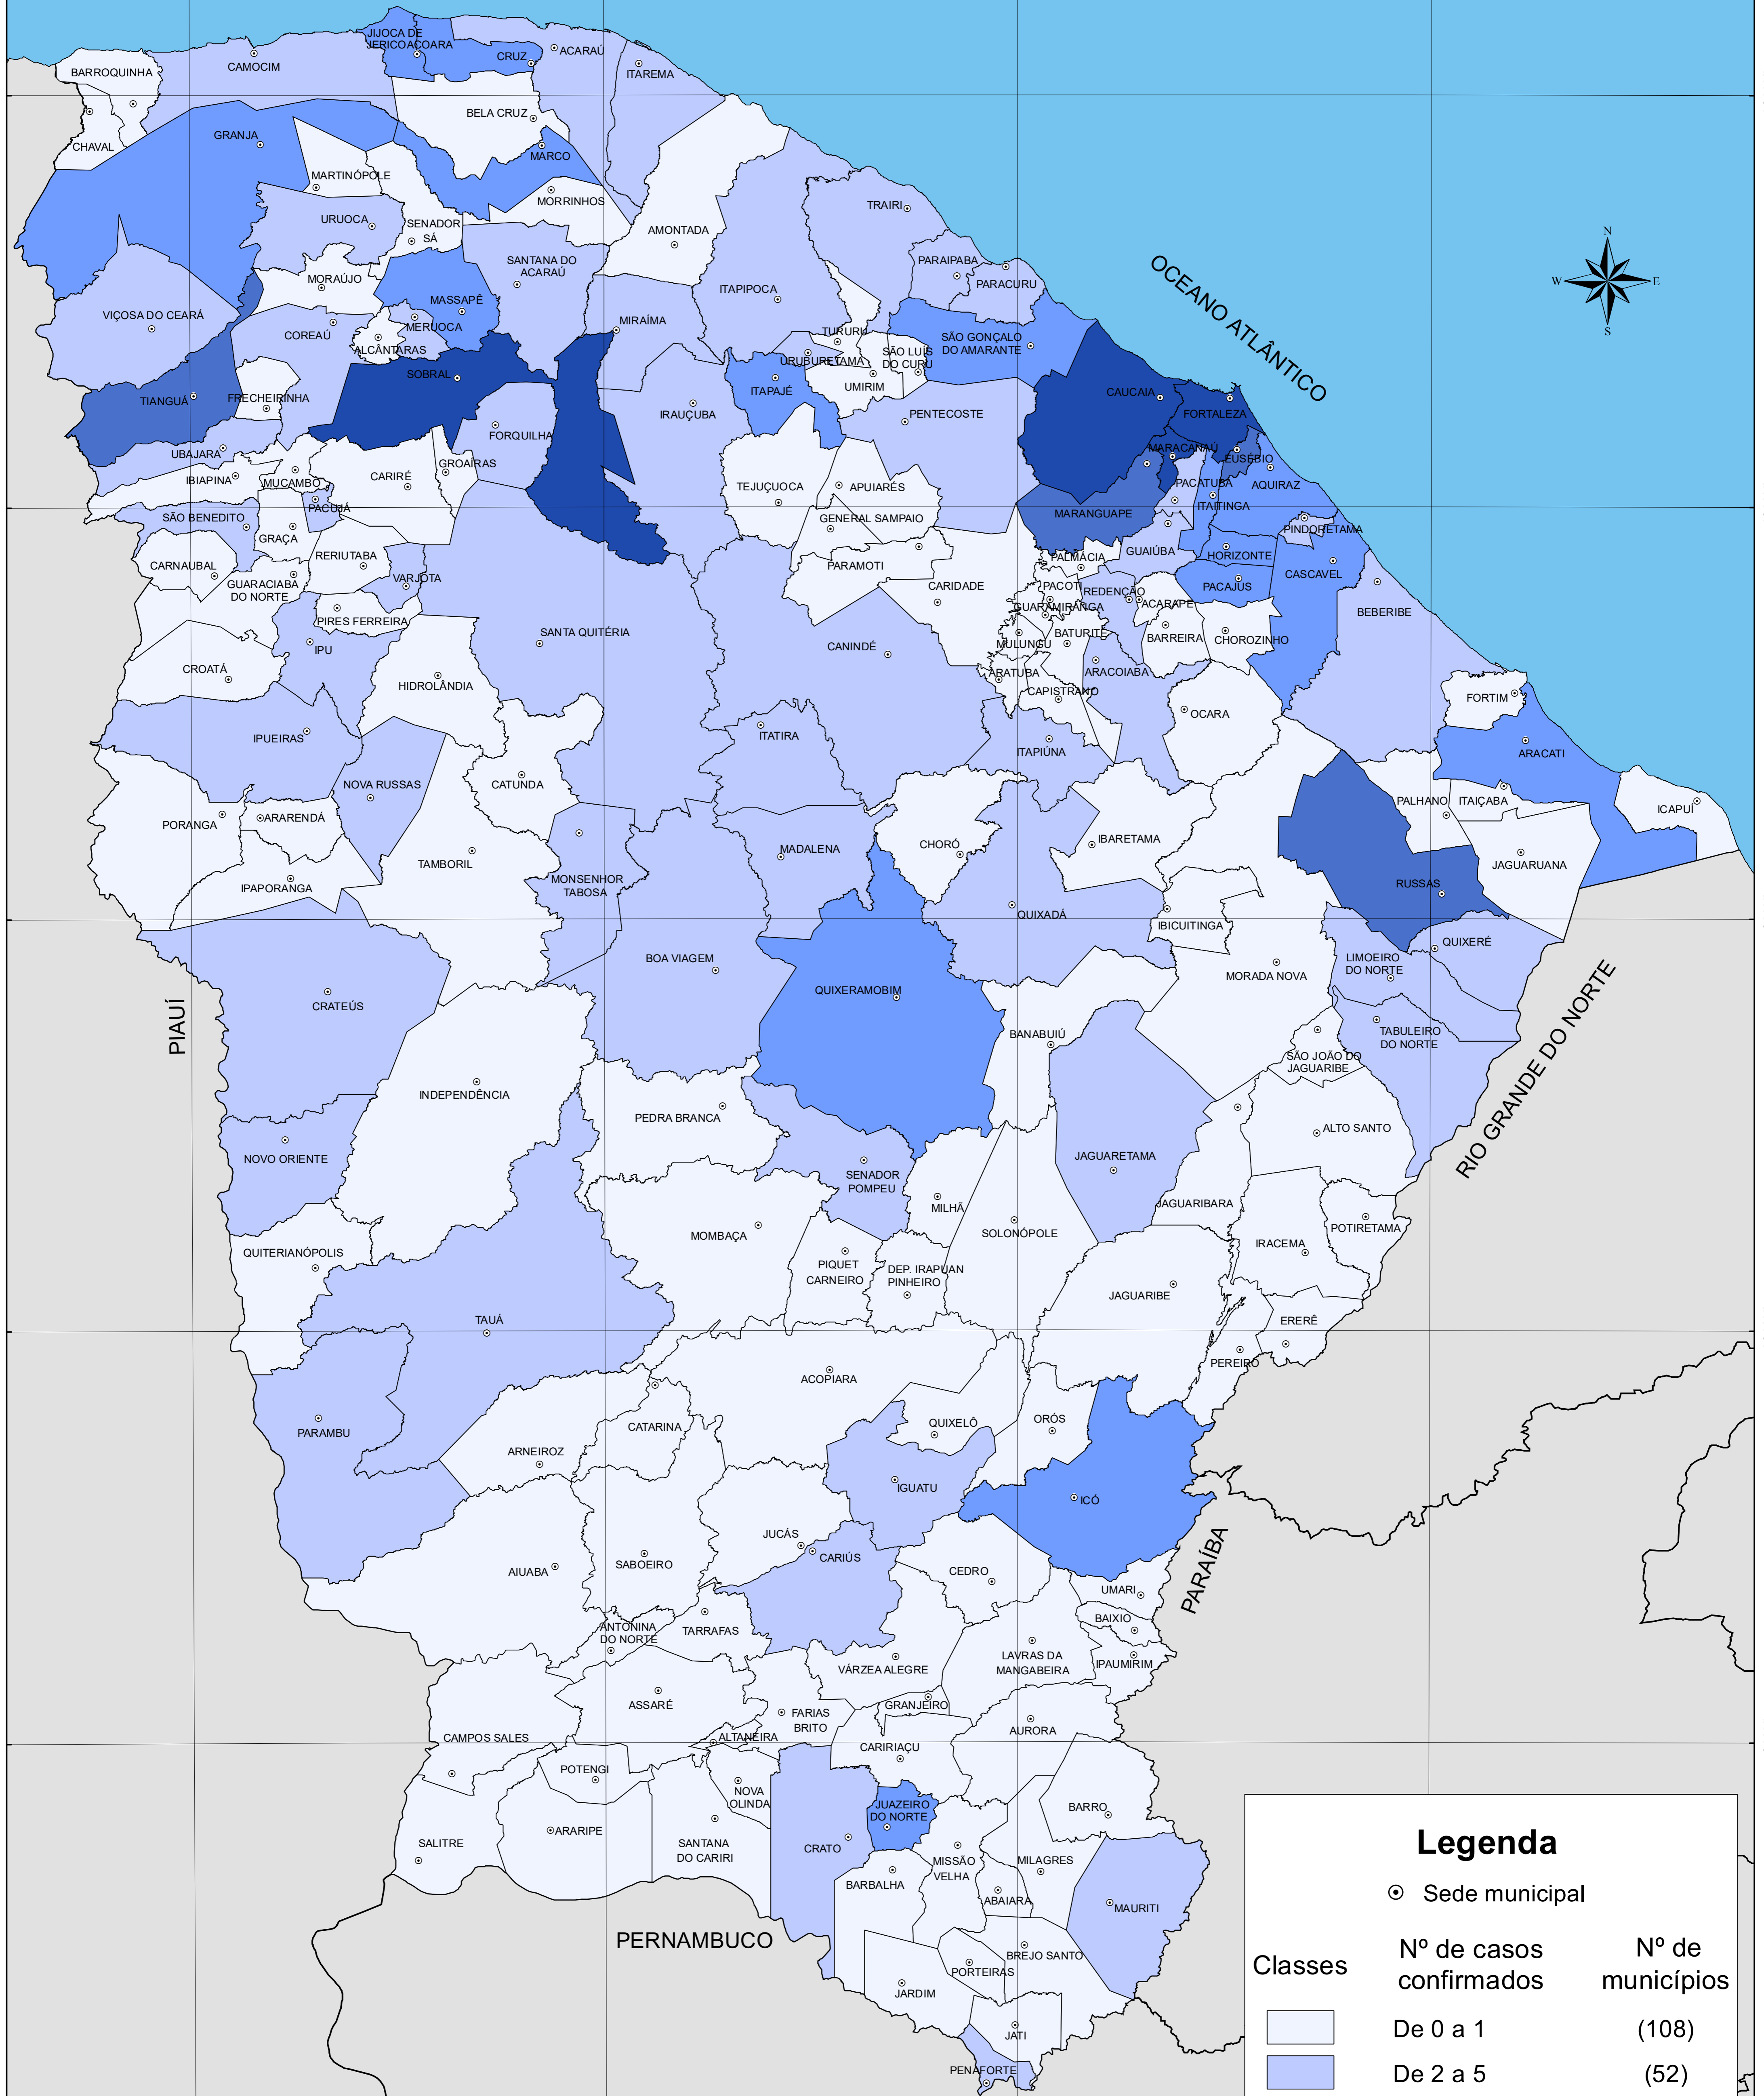 JIJOCA DE
JERICOACOARA
CRUZ
ACARAÚ
ITAREMA
CAMOCIM
BARROQUINHA
BELA CRUZ
CHAVAL
GRANJA
MARCO
MARTINÓPOLE
MORRINHOS
URUOCA
SENADOR
SÁ
AMONTADA
TRAIRI
N
W
E
S
OCEANO ATLÂNTICO
SANTANA DO
ACARAÚ
PARAIPABA
PARACURU
MORAÚJO
MASSAPÊ
ITAPIPOCA
VIÇOSA DO CEARÁ
MERUOCA
MIRAÍMA
COREAÚ
ALCÂNTARAS
TURURU
SÃO GONÇALO
DO AMARANTE
URUBURETAMA
SÃO LUÍS
DO CURU
SOBRAL
UMIRIM
ITAPAJÉ
CAUCAIA
TIANGUÁ
FRECHEIRINHA
IRAUÇUBA
PENTECOSTE
FORTALEZA
FORQUILHA
MARACANAÚ
EUSÉBIO
UBAJARA
GROAÍRAS
IBIAPINA
MUCAMBO
CARIRÉ
TEJUÇUOCA
APUIARÉS
PACATUBA
AQUIRAZ
PACUJÁ
ITAITINGA
MARANGUAPE
SÃO BENEDITO
GENERAL SAMPAIO
PINDORETAMA
GRAÇA
RERIUTABA
GUAIÚBA
HORIZONTE
PALMÁCIA
CARNAUBAL
PARAMOTI
CASCAVEL
GUARACIABA
DO NORTE
VARJOTA
CARIDADE
PACOTI
REDENÇÃO
PACAJUS
GUARAMIRANGA
ACARAPE
BEBERIBE
PIRES FERREIRA
SANTA QUITÉRIA
BATURITÉ
BARREIRA
CHOROZINHO
IPU
CANINDÉ
MULUNGU
CROATÁ
ARATUBA
ARACOIABA
HIDROLÂNDIA
CAPISTRANO
FORTIM
OCARA
IPUEIRAS
ITATIRA
ITAPIÚNA
ARACATI
NOVA RUSSAS
CATUNDA
PALHANO
ITAIÇABA
ICAPUÍ
PORANGA
ARARENDÁ
CHORÓ
IBARETAMA
MADALENA
TAMBORIL
JAGUARUANA
IPAPORANGA
MONSENHOR
TABOSA
RUSSAS
QUIXADÁ
IBICUITINGA
QUIXERÉ
BOA VIAGEM
LIMOEIRO
DO NORTE
MORADA NOVA
QUIXERAMOBIM
CRATEÚS
PIAUÍ
BANABUIÚ
TABULEIRO
DO NORTE
SÃO JOÃO DO
JAGUARIBE
RIO GRANDE DO NORTE
INDEPENDÊNCIA
PEDRA BRANCA
ALTO SANTO
NOVO ORIENTE
JAGUARETAMA
SENADOR
POMPEU
JAGUARIBARA
MILHÃ
POTIRETAMA
MOMBAÇA
SOLONÓPOLE
IRACEMA
QUITERIANÓPOLIS
PIQUET
CARNEIRO
DEP. IRAPUAN
PINHEIRO
JAGUARIBE
TAUÁ
ERERÊ
PEREIRO
ACOPIARA
QUIXELÔ
ORÓS
CATARINA
PARAMBU
ARNEIROZ
IGUATU
ICÓ
JUCÁS
CARIÚS
PARAÍBA
SABOEIRO
AIUABA
CEDRO
UMARI
BAIXIO
ANTONINA
DO NORTE
TARRAFAS
LAVRAS DA
MANGABEIRA
IPAUMIRIM
VÁRZEA ALEGRE
ASSARÉ
GRANJEIRO
FARIAS
BRITO
AURORA
CAMPOS SALES
ALTANEIRA
CARIRIAÇU
POTENGI
NOVA
OLINDA
JUAZEIRO
DO NORTE
BARRO
ARARIPE
SALITRE
SANTANA
DO CARIRI
CRATO
MISSÃO
VELHA
MILAGRES
BARBALHA
ABAIARA
MAURITI
PERNAMBUCO
BREJO SANTO
PORTEIRAS
JARDIM
JATI
PENAFORTE
Legenda
Sede municipal
Classes
Nº de casos
confirmados
Nº de
municípios
De 0 a 1 (108)
De 2 a 5 (52)